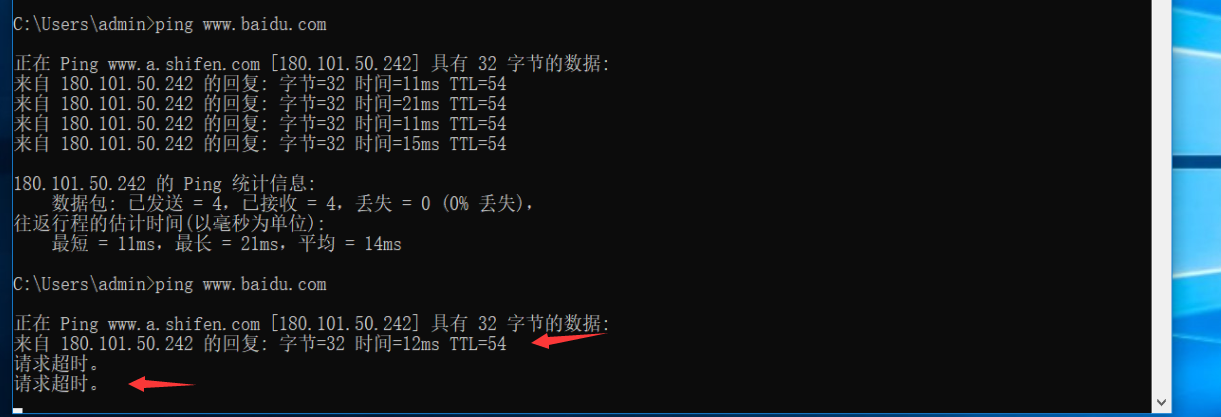 C:\Users\admin>ping www.baidu.com
正在 Ping www.a.shifen.com [180.101.50.242] 具有 32 字节的数据:
来自 180.101.50.242 的回复: 字节=32 时间=11ms TTL=54
来自 180.101.50.242 的回复: 字节=32 时间=21ms TTL=54
来自 180.101.50.242 的回复: 字节=32 时间=11ms TTL=54
来自 180.101.50.242 的回复: 字节=32 时间=15ms TTL=54
180.101.50.242 的 Ping 统计信息:
数据包: 已发送 = 4，已接收 = 4，丢失 = 0 (0% 丢失)，
往返行程的估计时间(以毫秒为单位):
最短 = 11ms，最长 = 21ms，平均 = 14ms
C:\Users\admin>ping www.baidu.com
正在 Ping www.a.shifen.com [180.101.50.242] 具有 32 字节的数据:
来自 180.101.50.242 的回复: 字节=32 时间=12ms TTL=54
请求超时。
请求超时。